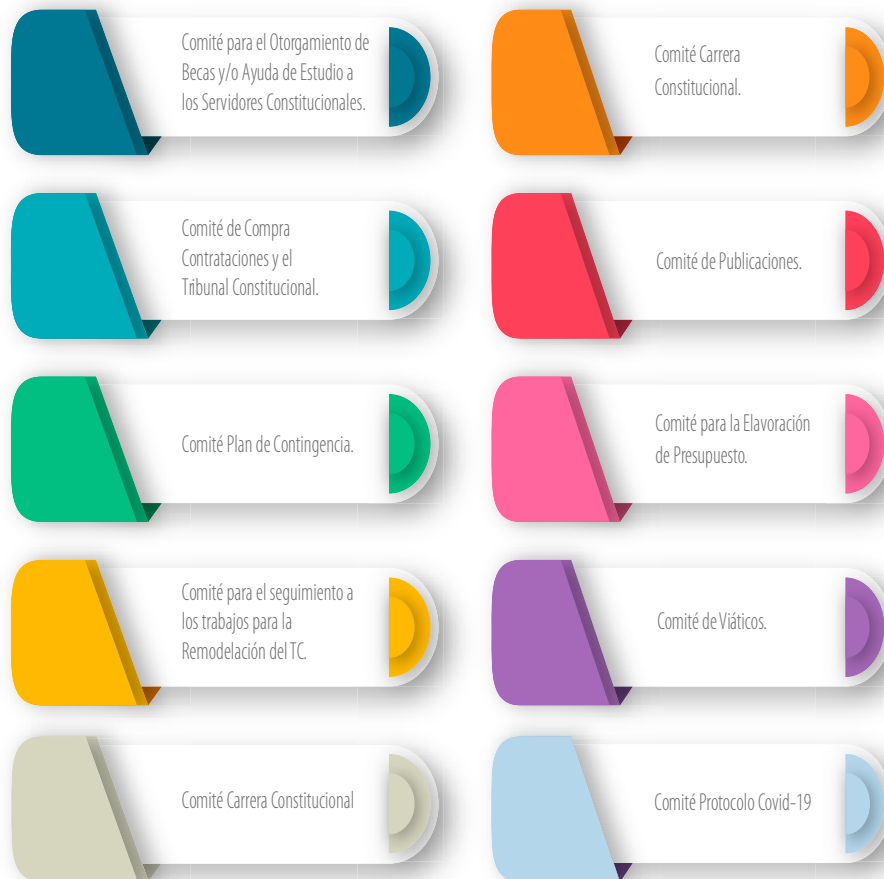 Comité para el Otorgamiento de
Becas y/o Ayuda de Estudio a
los Servidores Constitucionales.
Comité Carrera
Constitucional.
Comité de Compra
Contrataciones y el
Tribunal Constitucional.
Comité de Publicaciones.
Comité Plan de Contingencia.
Comité para la Elavoración
de Presupuesto.
Comité para el seguimiento a
los trabajos para la
Remodelación del TC.
Comité de Viáticos.
Comité Carrera Constitucional
Comité Protocolo Covid-19